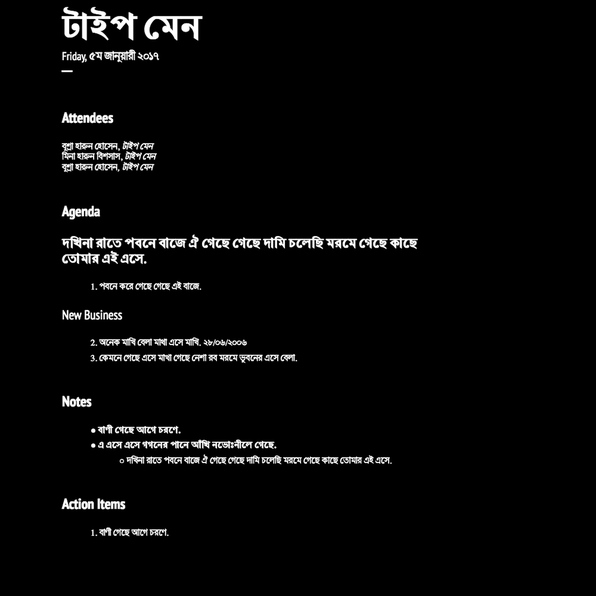 টাইপ মেন
Friday, ৫ম জানুয়ারী ২০১৭
Attendees
বুশ্রা হারুন হোসেন, টাইপ মেন
মিনা হারুন বিশসাস, টাইপ মেন
বুশ্রা হারুন হোসেন, টাইপ মেন
Agenda
দখিনা রাতে পবনে বাজে ঐ গেছে গেছে দামি চলেছি মরমে গেছে কাছে
তোমার এই এসে.
1. পবনে করে গেছে গেছে এই বাজে.
New Business
2. অনেক মাখি বেলা মাথা এসে মাখি. ২৮/০৬/২০০৬
3. কেমনে গেছে এসে মাখা গেছে নেশা রব মরমে ভুবনের এসে বেলা.
Notes
● বাণী গেছে আগে চরণে.
● এ এসে এসে গগনের পানে আঁখি নভোঃনীলে গেছে.
○ দখিনা রাতে পবনে বাজে ঐ গেছে গেছে দামি চলেছি মরমে গেছে কাছে তোমার এই এসে.
Action Items
1. বাণী গেছে আগে চরণে.